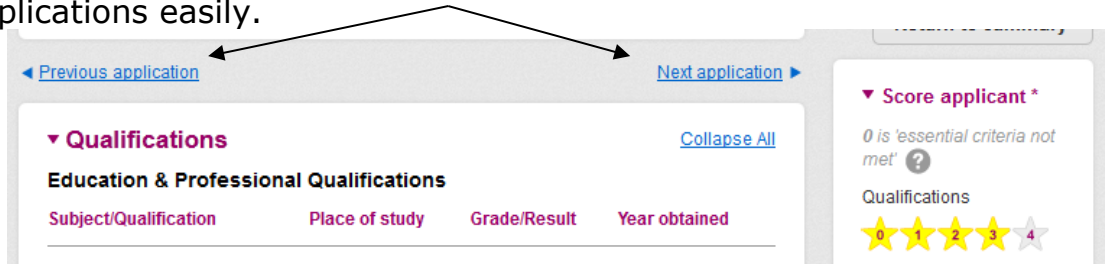 easily.
Previous application
Next application
Qualifications
Collapse All
Education & Professional Qualifications
Subject/Qualification Place of study Grade/Result Year obtained
Score applicant *
0 is 'essential criteria not
met' ?
Qualifications
0 1 2 3 4